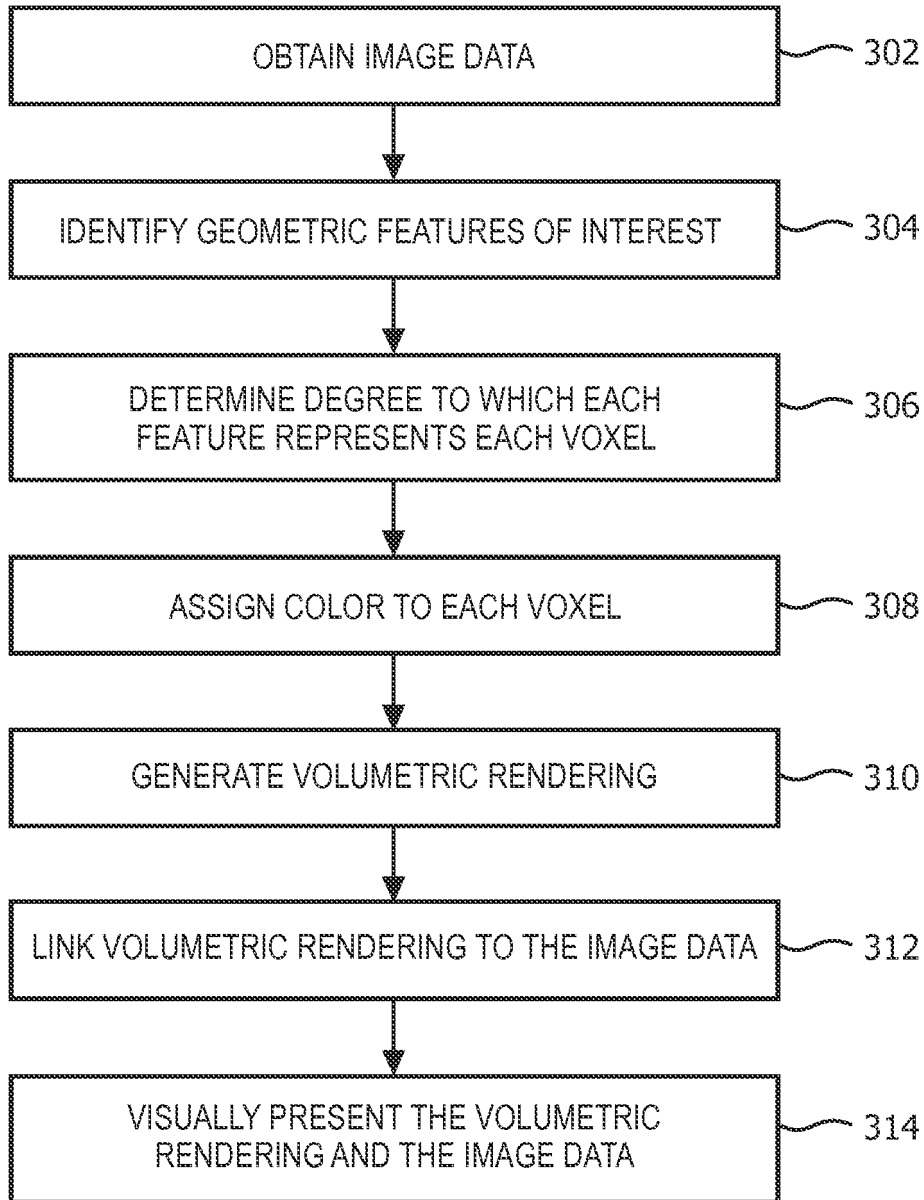 OBTAIN IMAGE DATA
302
IDENTIFY GEOMETRIC FEATURES OF INTEREST
304
DETERMINE DEGREE TO WHICH EACH
FEATURE REPRESENTS EACH VOXEL
306
ASSIGN COLOR TO EACH VOXEL
308
GENERATE VOLUMETRIC RENDERING
310
LINK VOLUMETRIC RENDERING TO THE IMAGE DATA
312
VISUALLY PRESENT THE VOLUMETRIC
RENDERING AND THE IMAGE DATA
314